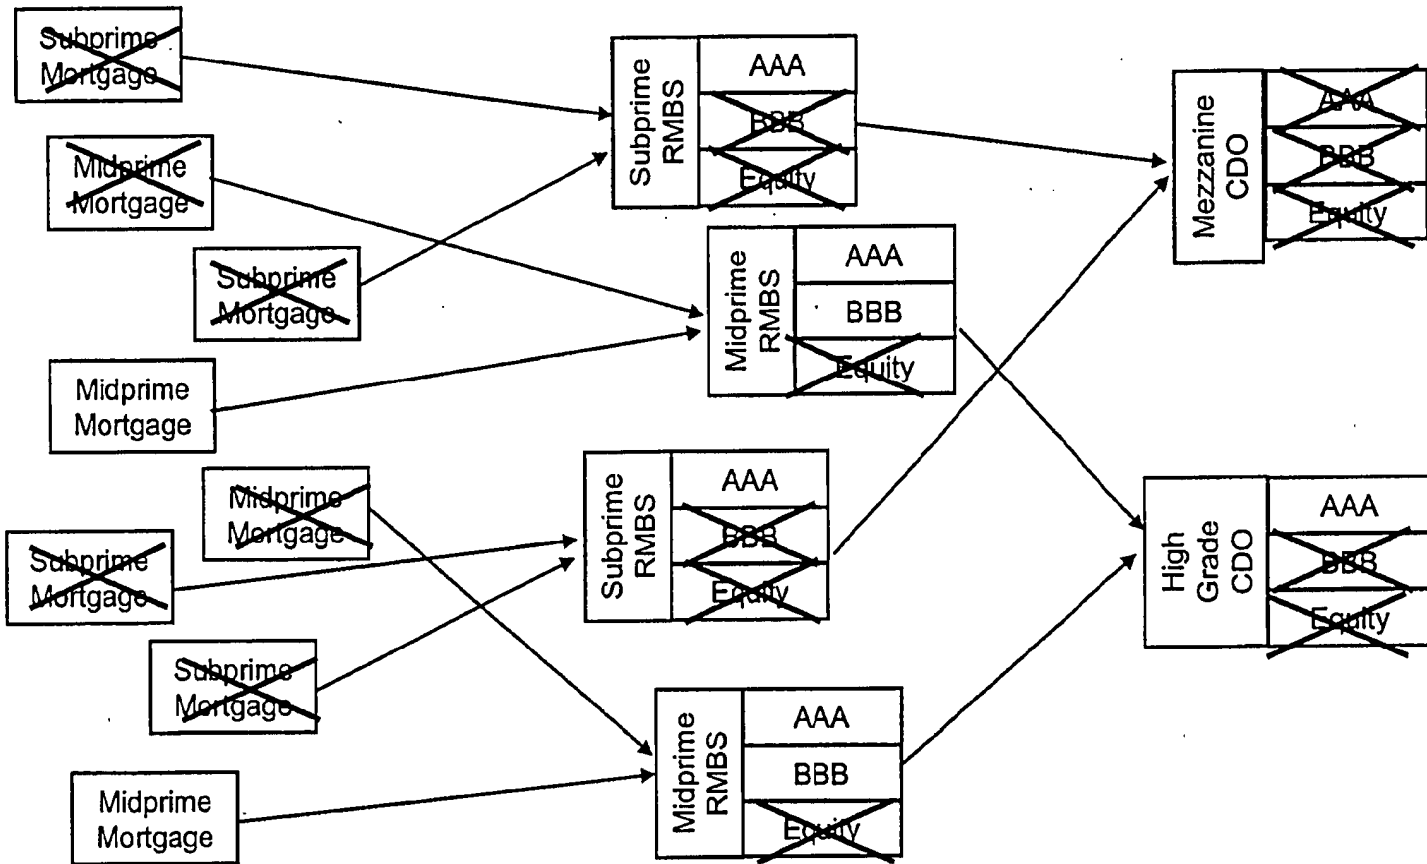 Subprime
Mortgage
Midprime
Mortgage
Subprime
Mortgage
Midprime
Mortgage
Midprime
Mortgage
Subprime
Mortgage
Subprime
Mortgage
Midprime
Mortgage
Subprime
RMBS
AAA
BBB
Equity
Midprime
RMBS
AAA
BBB
Equity
Subprime
RMBS
AAA
BBB
Equity
Midprime
RMBS
AAA
BBB
Equity
Mezzanine
CDO
AAA
BBB
Equity
High
Grade
CDO
AAA
BBB
Equity